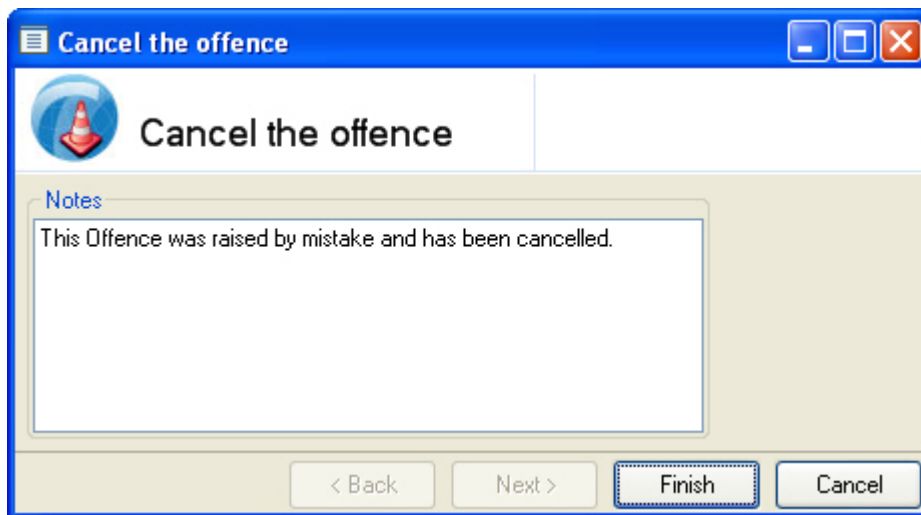 Cancel the offence
Cancel the offence
Notes
This Offence was raised by mistake and has been cancelled.
< Back
Next >
Finish
Cancel